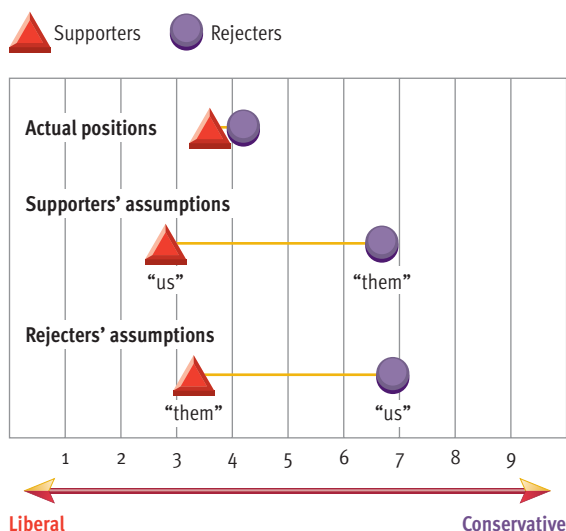 Supporters Rejecters
Actual positions
Supporters’ assumptions
“us” “them”
Rejecters’ assumptions
“them” “us”
1 2 3 4 5 6 7 8 9
Liberal Conservative